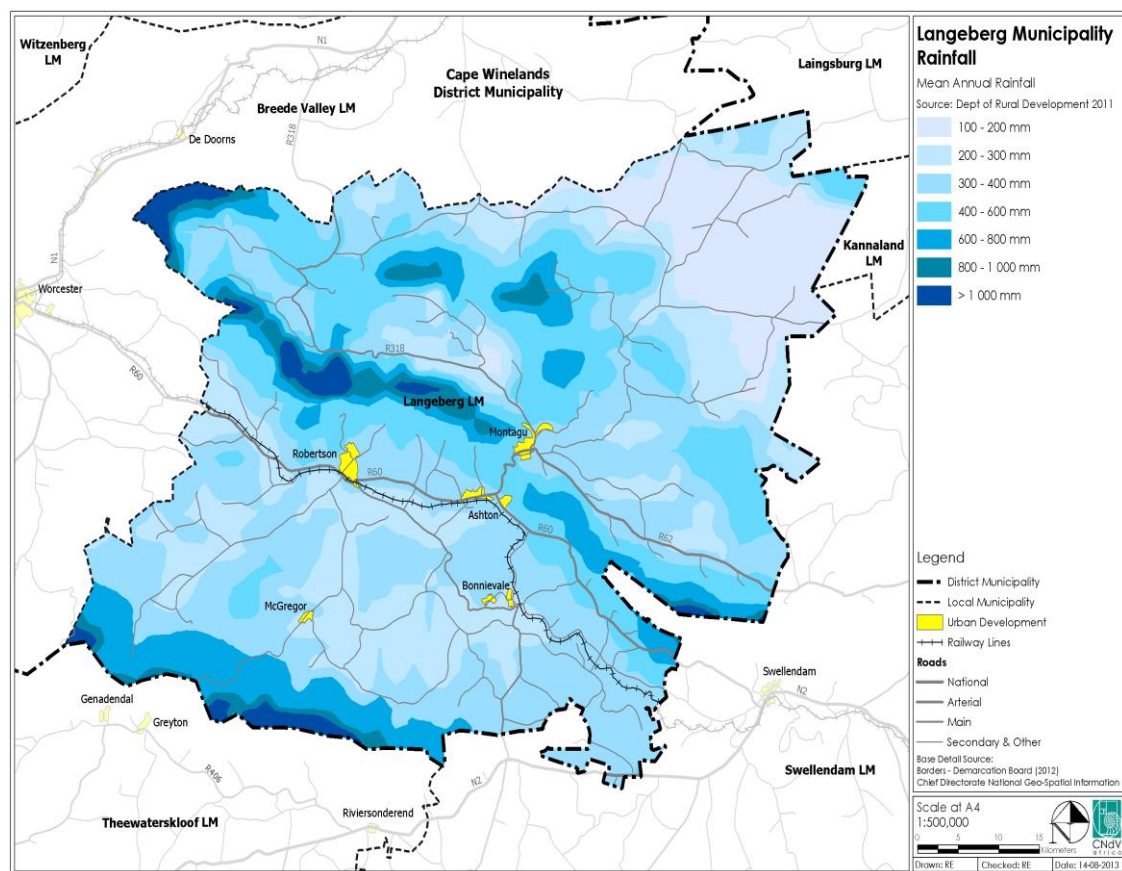 Witzenberg
LM
N1
Cape Winelands
District Municipality
Laingsburg LM
Breede Valley LM
R318
De Doorns
N1
Kannaland
LM
Worcester
R60
R318
Langeberg LM
Montagu
Robertson
R60
Ashton
R60
R62
Bonnievale
McGregor
Genadendal
Greyton
Swellendam
N2
R406
N2
Swellendam LM
Riviersonderend
Theewaterskloof LM
Langeberg Municipality
Rainfall
Mean Annual Rainfall
Source: Dept of Rural Development 2011
100 - 200 mm
200 - 300 mm
300 - 400 mm
400 - 600 mm
600 - 800 mm
800 - 1 000 mm
> 1 000 mm
Legend
District Municipality
Local Municipality
Urban Development
Railway Lines
Roads
National
Arterial
Main
Secondary & Other
Base Detail Source:
Borders - Demarcation Board (2012)
Chief Directorate National Geo-Spatial Information
Scale at A4
1:500,000
0 5 10 15
Kilometers
CNdV
africa
Drawn: RE Checked: RE Date: 14-08-2013